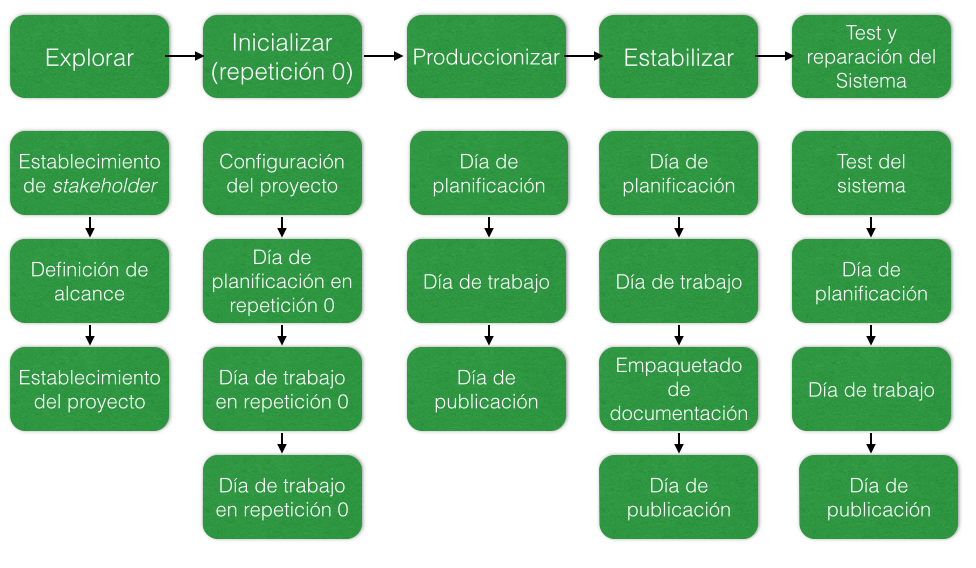 Explorar
Inicializar
(repetición 0)
Produccionizar
Estabilizar
Test y
reparación del
Sistema
Establecimiento
de stakeholder
Configuración
del proyecto
Día de
planificación
Día de
planificación
Test del
sistema
Definición de
alcance
Día de
planificación en
repetición 0
Día de trabajo
Día de trabajo
Día de
planificación
Establecimiento
del proyecto
Día de trabajo
en repetición 0
Día de
publicación
Empaquetado
de
documentación
Día de trabajo
Día de trabajo
en repetición 0
Día de
publicación
Día de
publicación